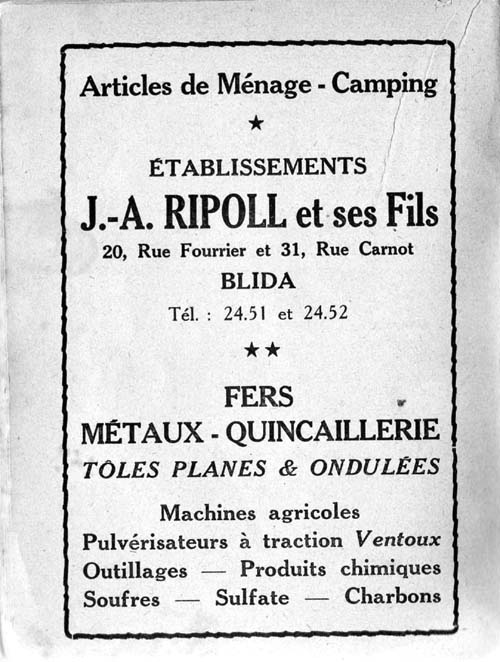 Articles de Ménage - Camping
★
ÉTABLISSEMENTS
J.-A. RIPOLL et ses Fils
20, Rue Fourrier et 31, Rue Carnot
BLIDA
Tél. : 24.51 et 24.52
★ ★
FERS
MÉTAUX - QUINCAILLERIE
TÔLES PLANES & ONDULÉES
Machines agricoles
Pulvérisateurs à traction Ventoux
Outillages — Produits chimiques
Soufres — Sulfate — Charbons